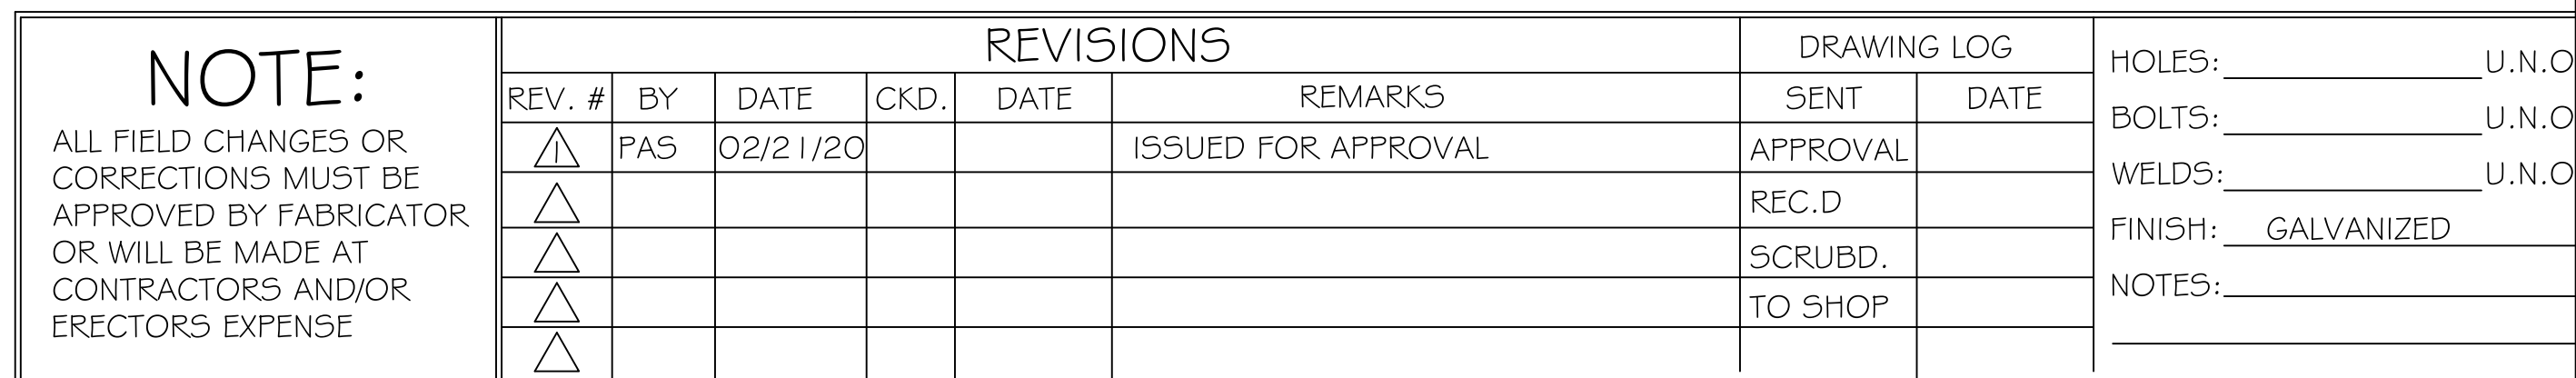 NOTE:
ALL FIELD CHANGES OR
CORRECTIONS MUST BE
APPROVED BY FABRICATOR
OR WILL BE MADE AT
CONTRACTORS AND/OR
ERECTORS EXPENSE
REVISIONS
REV. # BY DATE CKD. DATE REMARKS
1 PAS 02/21/20 ISSUED FOR APPROVAL
DRAWING LOG
SENT DATE
APPROVAL
REC.D
SCRUBD.
TO SHOP
HOLES: U.N.O
BOLTS: U.N.O
WELDS: U.N.O
FINISH: GALVANIZED
NOTES: